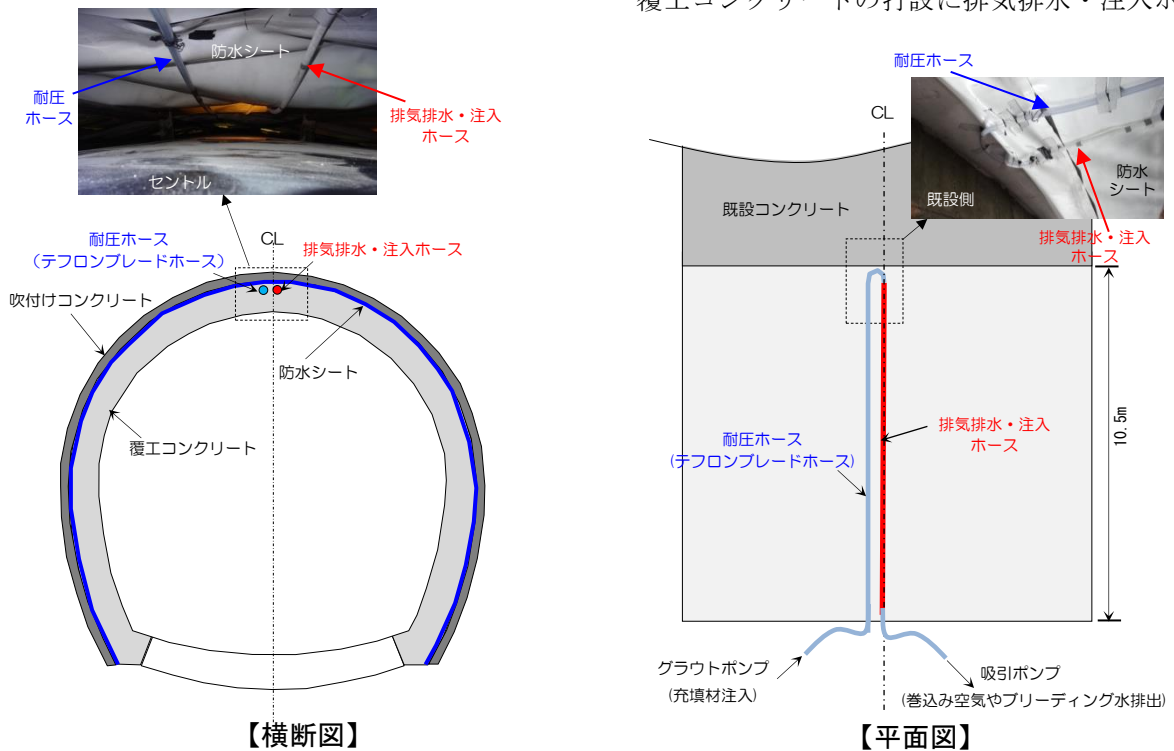 覆工コンクリートの打設に排気排水・注入ホ
防水シート
耐圧
ホース
排気排水・注入
ホース
セントル
耐圧ホース
(テフロンブレードホース)
CL
排気排水・注入ホース
吹付けコンクリート
防水シート
覆工コンクリート
【横断図】
耐圧ホース
CL
防水
シート
既設側
既設コンクリート
排気排水・注入
ホース
10.5m
耐圧ホース
(テフロンブレードホース)
排気排水・注入
ホース
グラウトポンプ
(充填材注入)
吸引ポンプ
(巻込み空気やブリーディング水排出)
【平面図】